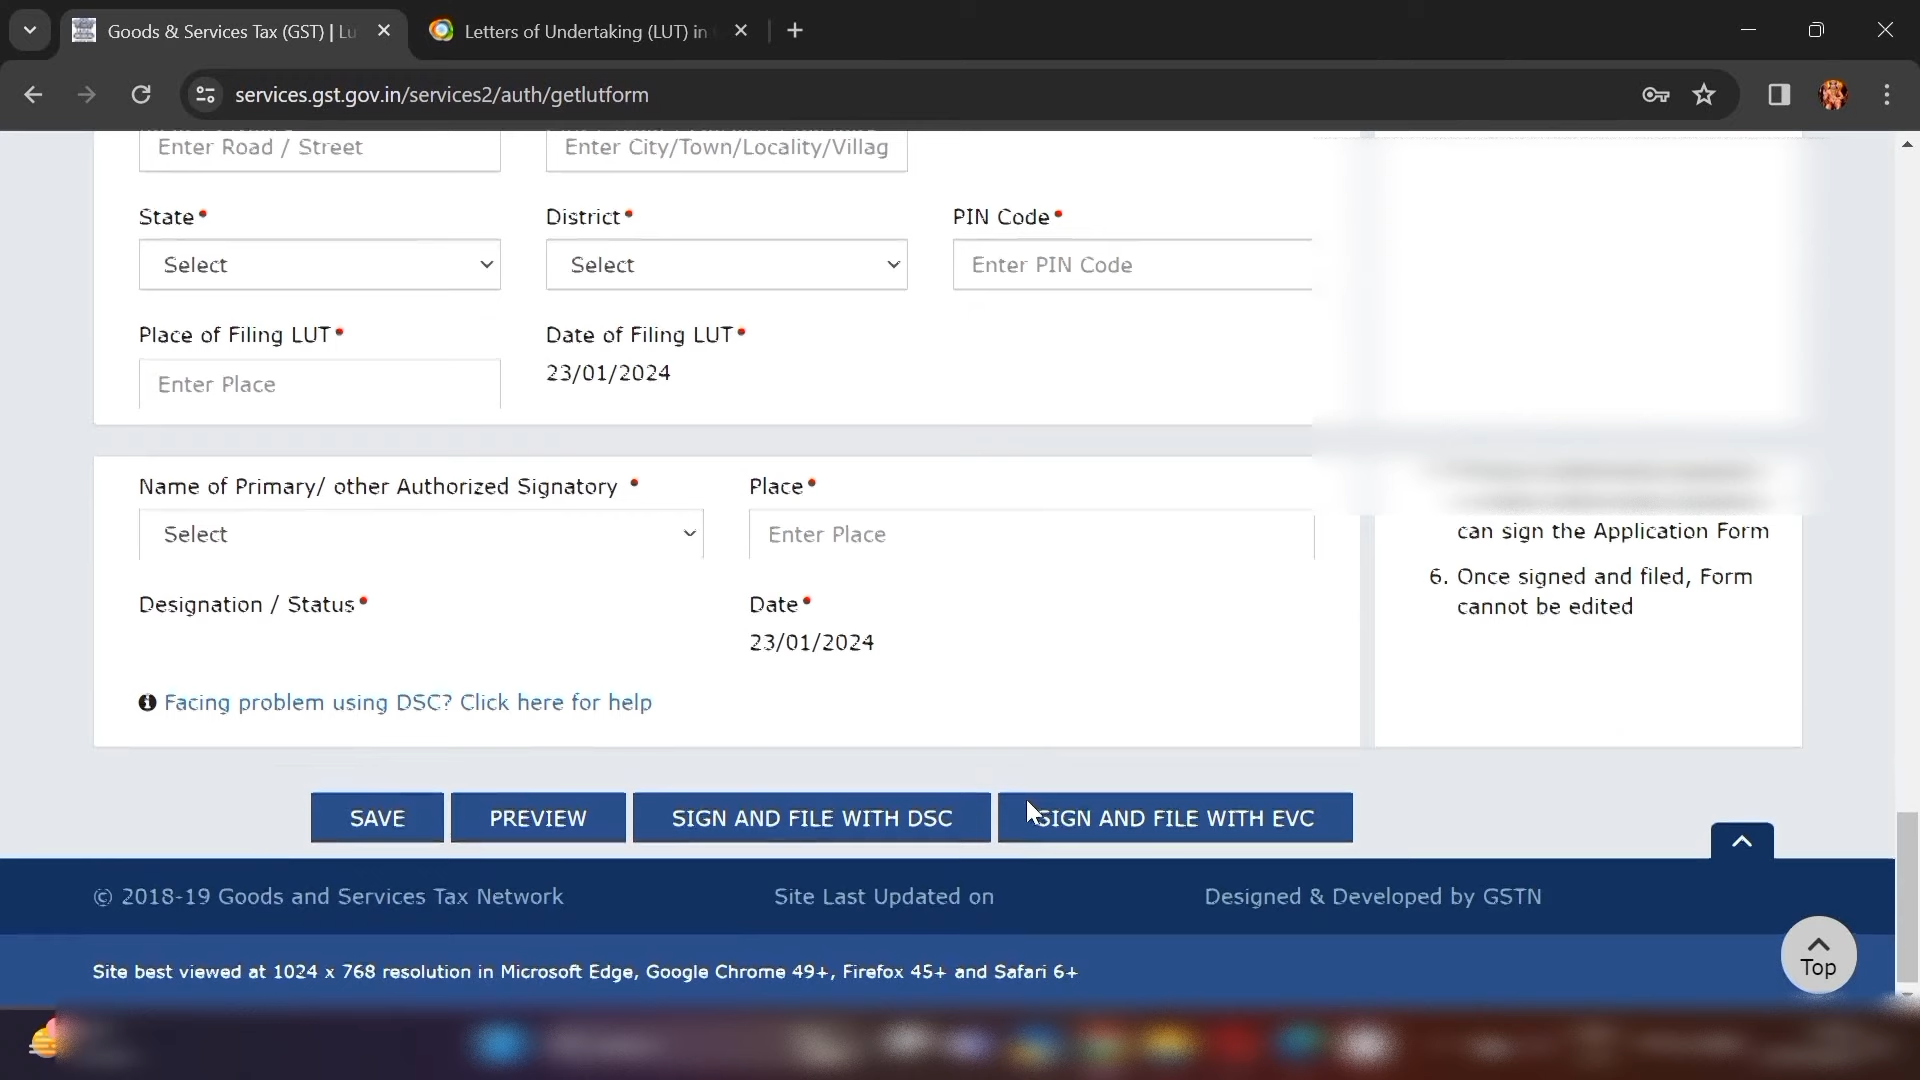 Goods & Services Tax (GST) | Lu
Letters of Undertaking (LUT) in
services.gst.gov.in/services2/auth/getlutform
Enter Road / Street
Enter City/Town/Locality/Villag
State•
District•
PIN Code•
Select
Select
Enter PIN Code
Place of Filing LUT•
Date of Filing LUT•
Enter Place
23/01/2024
Name of Primary/ other Authorized Signatory •
Place•
Select
Enter Place
Designation / Status•
Date•
23/01/2024
Facing problem using DSC? Click here for help
can sign the Application Form
6. Once signed and filed, Form
cannot be edited
SAVE
PREVIEW
SIGN AND FILE WITH DSC
SIGN AND FILE WITH EVC
© 2018-19 Goods and Services Tax Network
Site Last Updated on
Designed & Developed by GSTN
Top
Site best viewed at 1024 x 768 resolution in Microsoft Edge, Google Chrome 49+, Firefox 45+ and Safari 6+